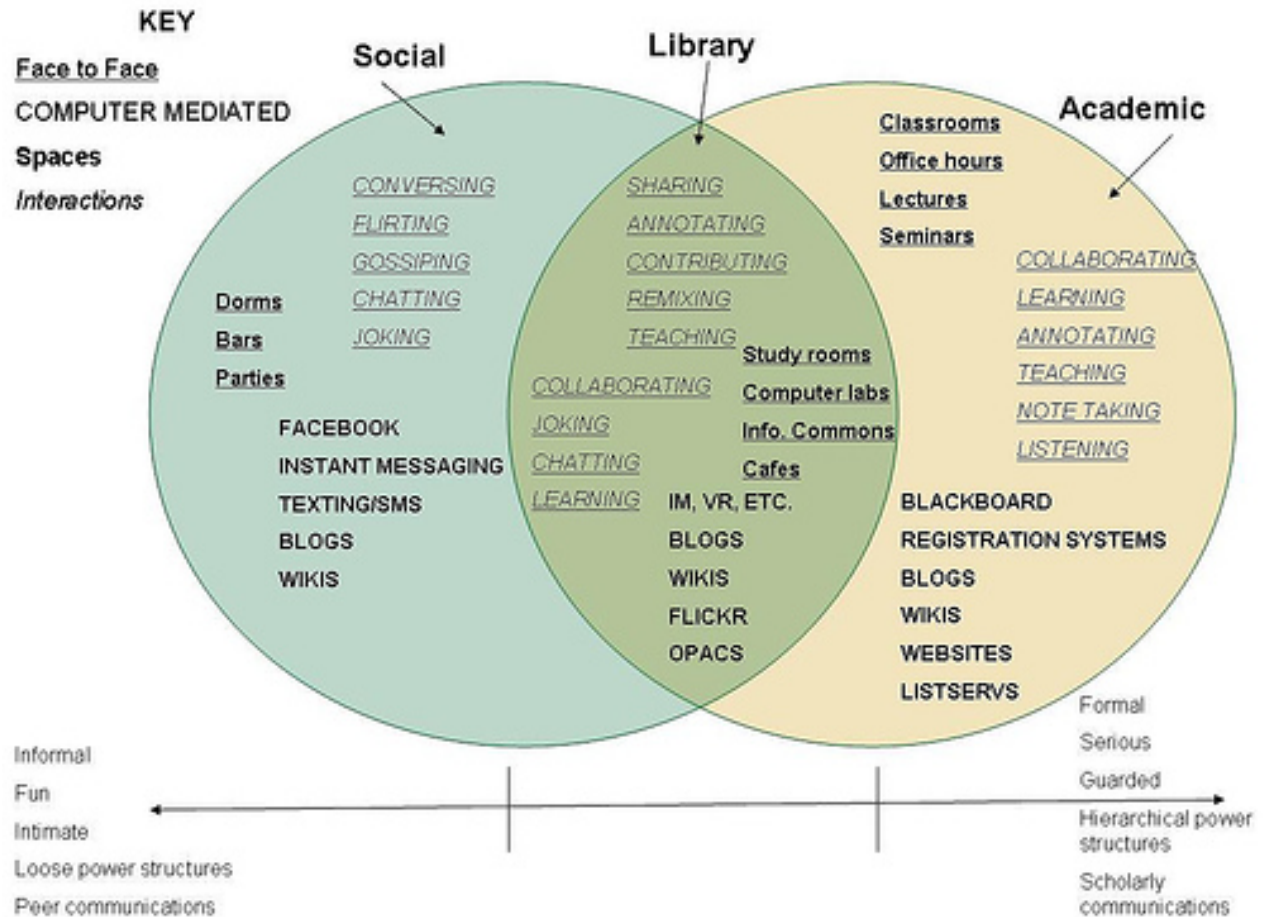 KEY
Face to Face
COMPUTER MEDIATED
Spaces
Interactions
Social
Library
Academic
CONVERSING
FLIRTING
GOSSIPING
CHATTING
JOKING
Dorms
Bars
Parties
FACEBOOK
INSTANT MESSAGING
TEXTING/SMS
BLOGS
WIKIS
SHARING
ANNOTATING
CONTRIBUTING
REMIXING
TEACHING
COLLABORATING
JOKING
CHATTING
LEARNING
Study rooms
Computer labs
Info. Commons
Cafes
IM, VR, ETC.
BLOGS
WIKIS
FLICKR
OPACS
Classrooms
Office hours
Lectures
Seminars
COLLABORATING
LEARNING
ANNOTATING
TEACHING
NOTE TAKING
LISTENING
BLACKBOARD
REGISTRATION SYSTEMS
BLOGS
WIKIS
WEBSITES
LISTSERVS
Informal
Fun
Intimate
Loose power structures
Peer communications
Formal
Serious
Guarded
Hierarchical power
structures
Scholarly
communications